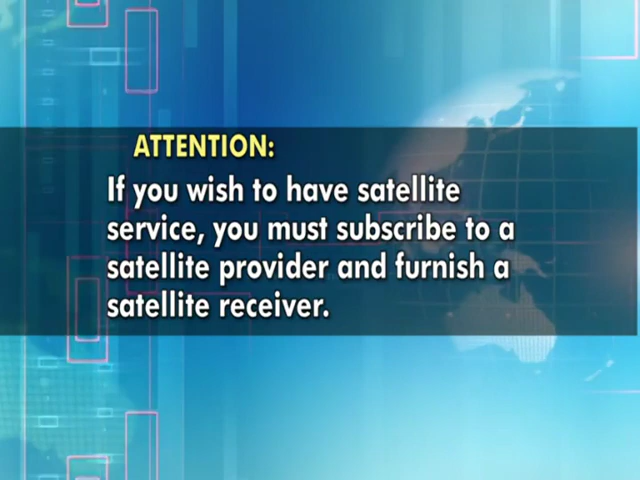 ATTENTION:
If you wish to have satellite
service, you must subscribe to a
satellite provider and furnish a
satellite receiver.